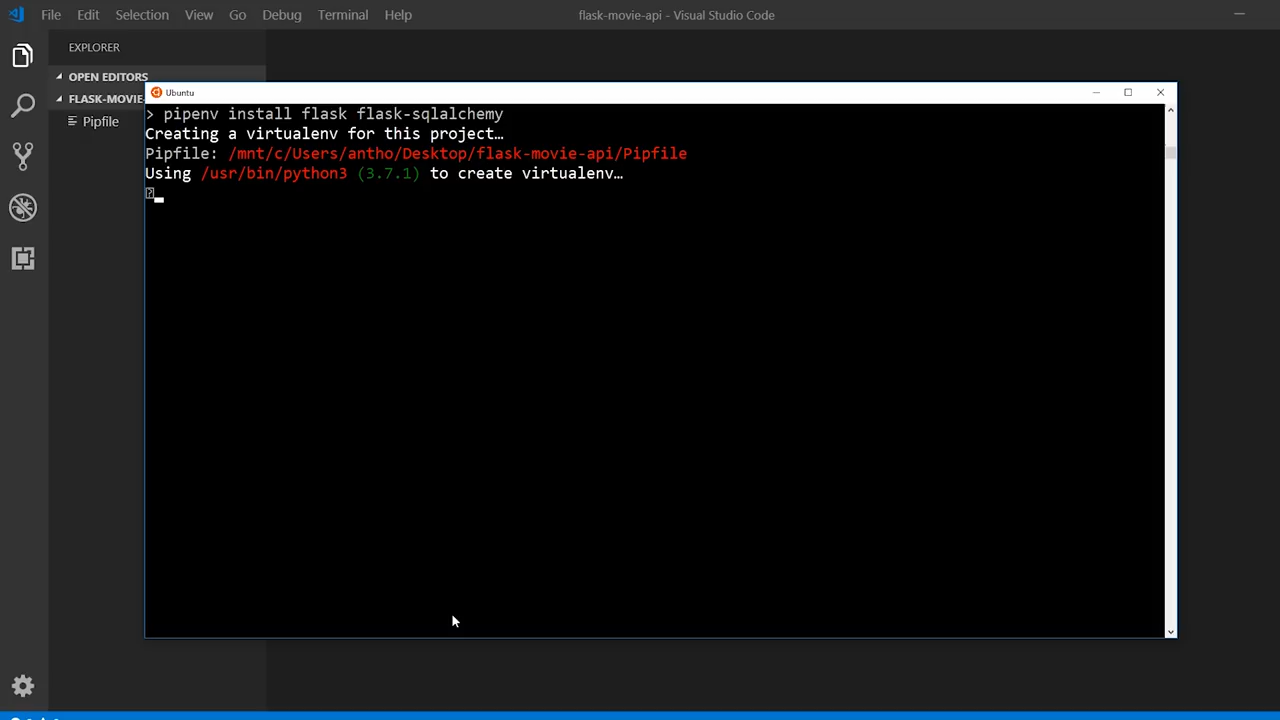 File Edit Selection View Go Debug Terminal Help
flask-movie-api - Visual Studio Code
EXPLORER
OPEN EDITORS
FLASK-MOVIE
Pipfile
Ubuntu
> pipenv install flask flask-sqlalchemy
Creating a virtualenv for this project…
Pipfile: /mnt/c/Users/antho/Desktop/flask-movie-api/Pipfile
Using /usr/bin/python3 (3.7.1) to create virtualenv…